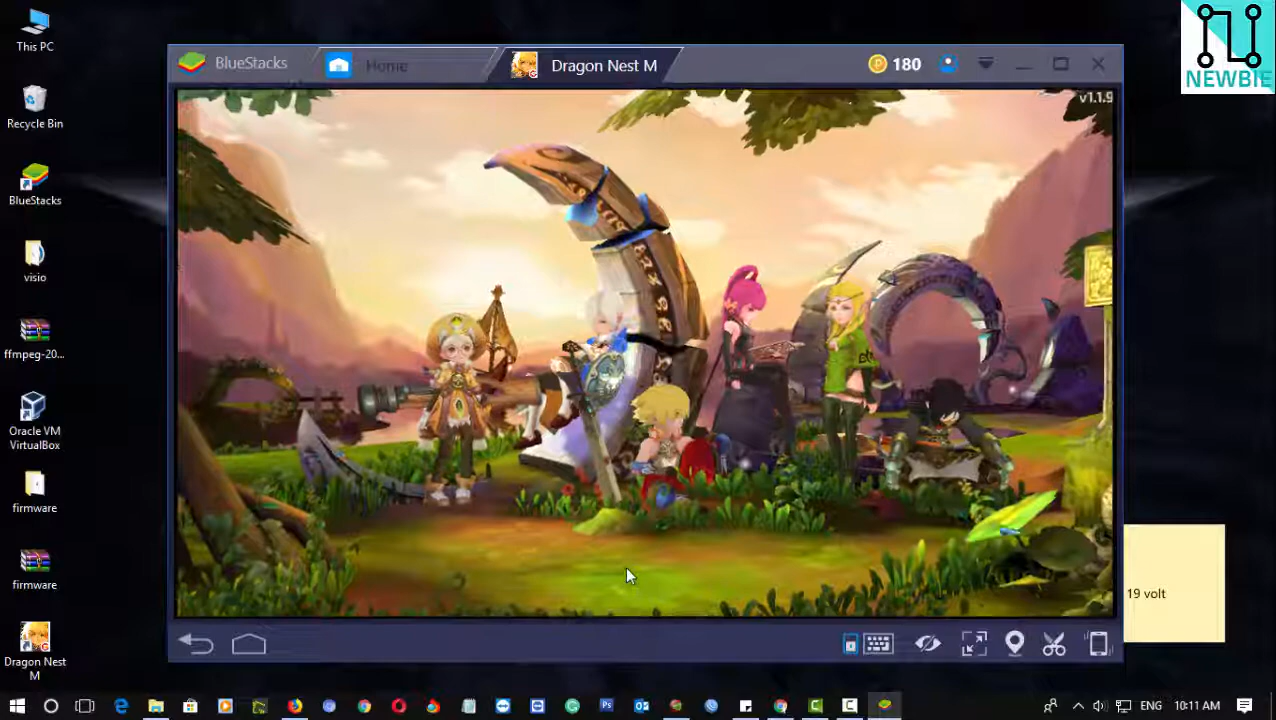 This PC
Recycle Bin
BlueStacks
visio
ffmpeg-20...
Oracle VM
VirtualBox
firmware
firmware
Dragon Nest
M
BlueStacks
Home
Dragon Nest M
P 180
v1.1.9
NEWBIE
19 volt
Ps
ENG
10:11 AM